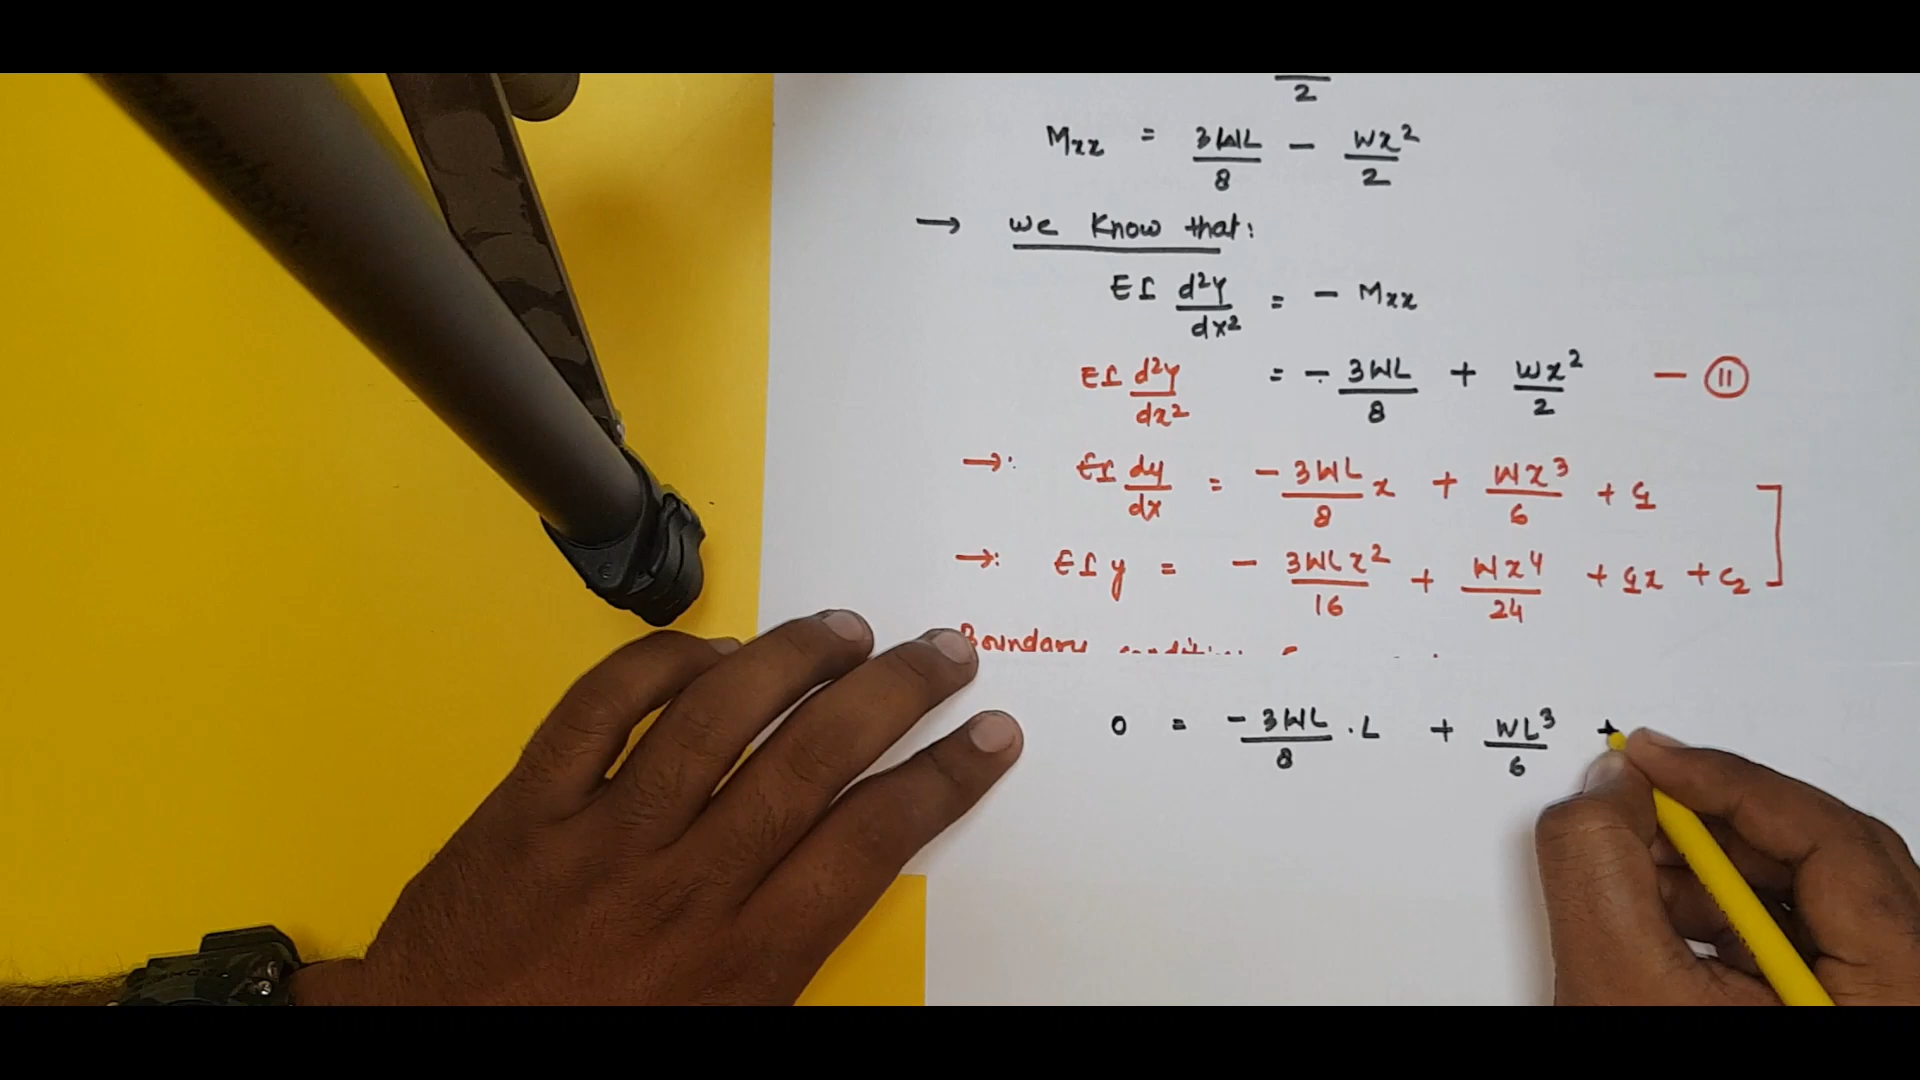 2
Mxx = 3WL/8 - Wx²/2
→ we know that:
EI d²y/dx² = - Mxx
EI d²y/dx² = - 3WL/8 + Wx²/2 — (II)
→: EI dy/dx = -3WL/8 x + Wx³/6 + C1
→: EIy = - 3WLx²/16 + Wx⁴/24 + C1x + C2
Boundary
0 = -3WL/8 . L + WL³/6 +